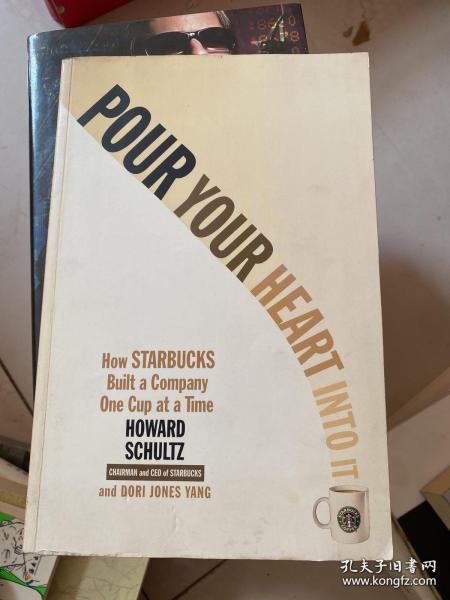 POUR YOUR HEART INTO IT
How STARBUCKS
Built a Company
One Cup at a Time
HOWARD
SCHULTZ
CHAIRMAN and CEO of STARBUCKS
and DORI JONES YANG
孔夫子旧书网
www.kongfz.com